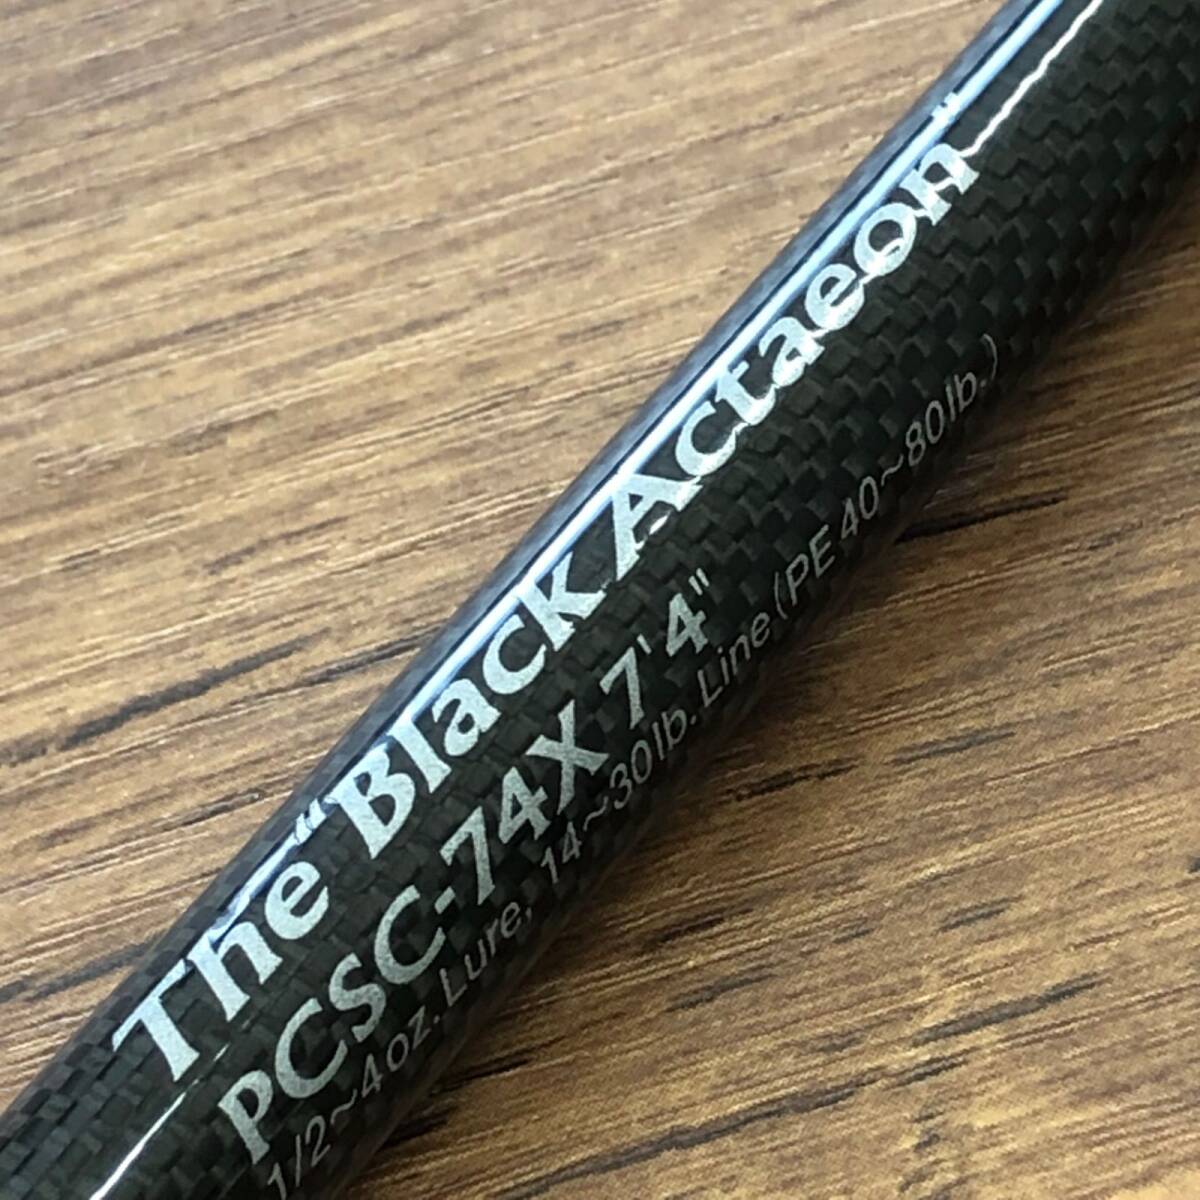 The "Black Actaeon"
PCSC-74X 7'4"
1/2~4oz. Lure, 14~30lb. Line (PE 40~80lb.)